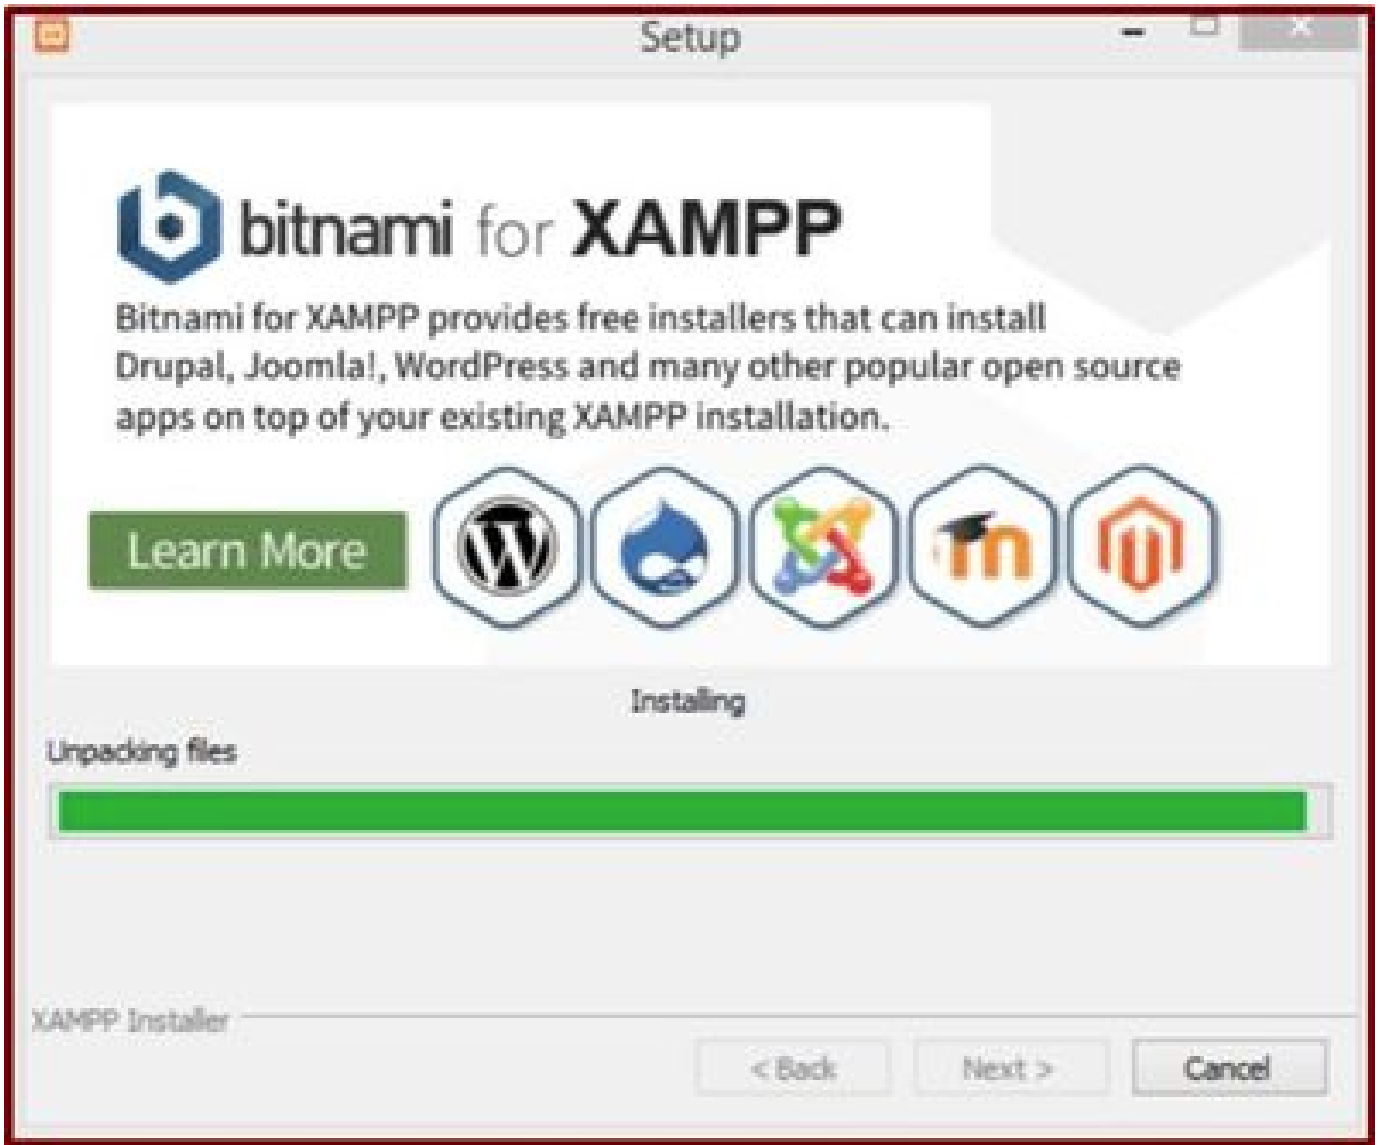 Setup
bitnami for XAMPP
Bitnami for XAMPP provides free installers that can install
Drupal, Joomla!, WordPress and many other popular open source
apps on top of your existing XAMPP installation.
Learn More
Installing
Unpacking files
XAMPP Installer
< Back Next > Cancel